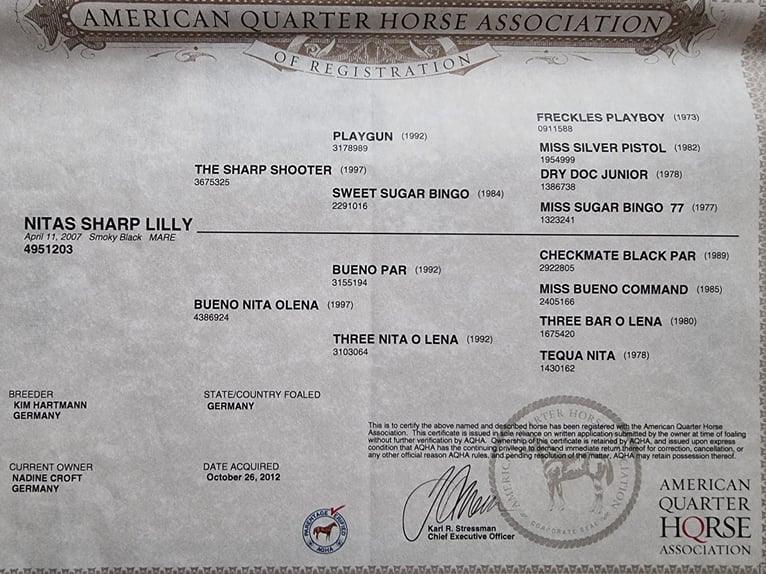 AMERICAN QUARTER HORSE ASSOCIATION
OF REGISTRATION
FRECKLES PLAYBOY (1973)
0911588
PLAYGUN (1992)
3178989
MISS SILVER PISTOL (1982)
1954999
THE SHARP SHOOTER (1997)
3675325
DRY DOC JUNIOR (1978)
1386738
SWEET SUGAR BINGO (1984)
2291016
MISS SUGAR BINGO 77 (1977)
1323241
NITAS SHARP LILLY
April 11, 2007 Smoky Black MARE
4951203
CHECKMATE BLACK PAR (1989)
2922805
BUENO PAR (1992)
3155194
MISS BUENO COMMAND (1985)
2405166
BUENO NITA OLENA (1997)
4386924
THREE BAR O LENA (1980)
1675420
THREE NITA O LENA (1992)
3103064
TEQUA NITA (1978)
1430162
BREEDER
KIM HARTMANN
GERMANY
STATE/COUNTRY FOALED
GERMANY
This is to certify the above named and described horse has been registered with the American Quarter Horse
Association. This certificate is issued in sole reliance on written application submitted by the owner at time of foaling
without further verification by AQHA. Ownership of this certificate is retained by AQHA, and issued upon express
condition that AQHA has the continuing privilege to demand immediate return thereof for correction, cancellation, or
any other official reason AQHA rules, and pending resolution of the matter, AQHA may retain possession thereof.
CURRENT OWNER
NADINE CROFT
GERMANY
DATE ACQUIRED
October 26, 2012
PARENTAGE VERIFIED
AQHA
Karl R. Stressman
Chief Executive Officer
AMERICAN QUARTER HORSE ASSOCIATION
CORPORATE SEAL
AMERICAN
QUARTER
HORSE
ASSOCIATION